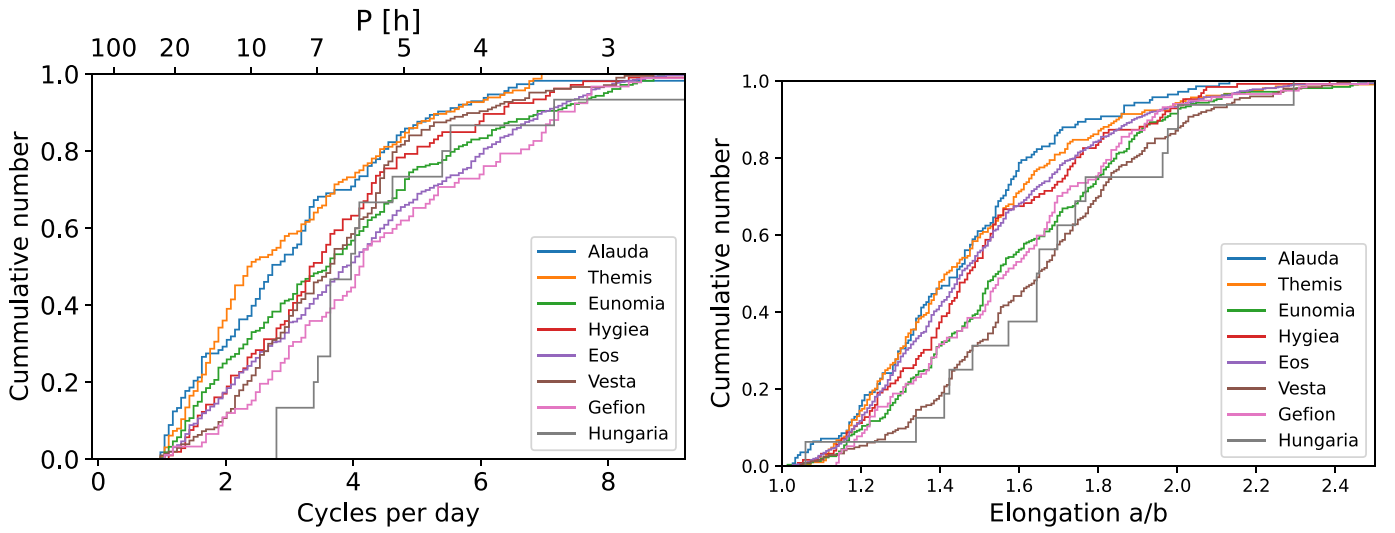 P [h]
100 20 10 7 5 4 3
1.0
0.8
0.6
0.4
0.2
0.0
Cummulative number
0 2 4 6 8
Cycles per day
Alauda
Themis
Eunomia
Hygiea
Eos
Vesta
Gefion
Hungaria
1.0
0.8
0.6
0.4
0.2
0.0
Cummulative number
1.0 1.2 1.4 1.6 1.8 2.0 2.2 2.4
Elongation a/b
Alauda
Themis
Eunomia
Hygiea
Eos
Vesta
Gefion
Hungaria